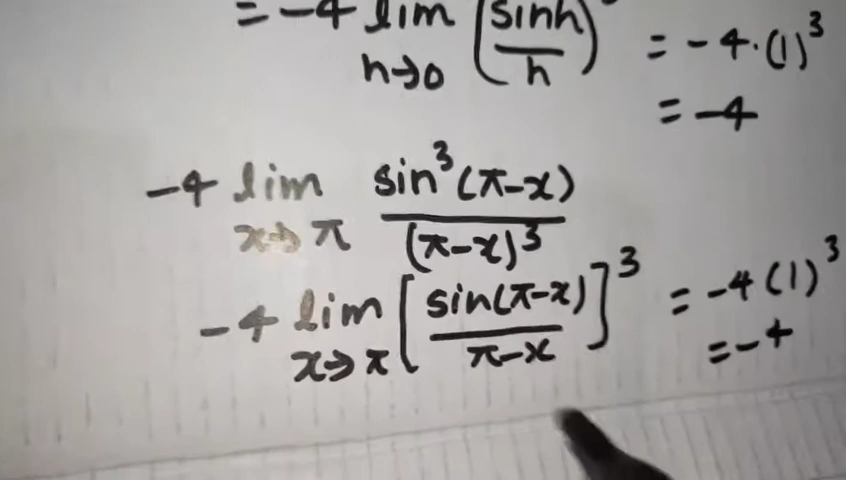 = -4 lim (sinh/h) = -4·(1)³
h→0
= -4
-4 lim sin³(π-x)/(π-x)³
x→π
-4 lim [sin(π-x)/π-x]³ = -4(1)³
x→π
= -4